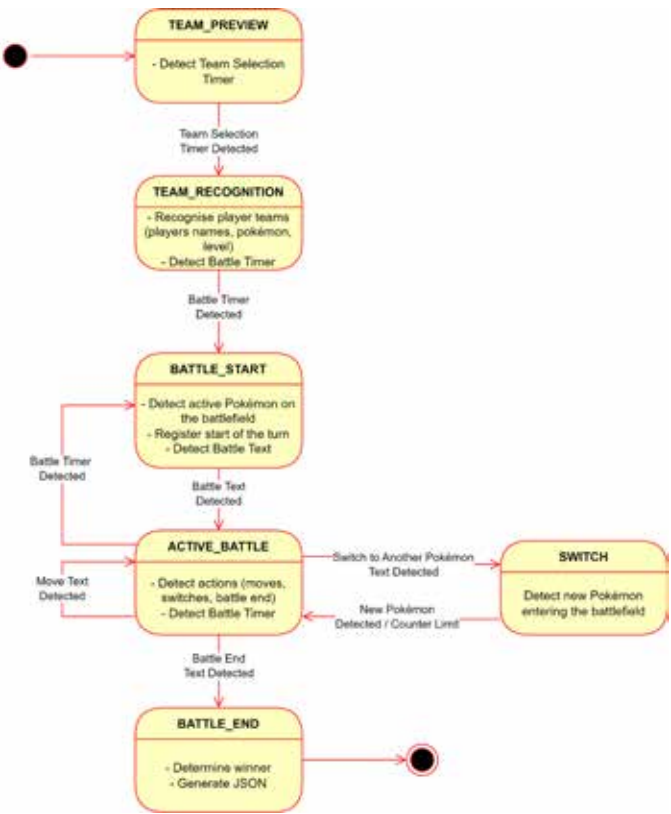 TEAM_PREVIEW
- Detect Team Selection
Timer
Team Selection
Timer Detected
TEAM_RECOGNITION
- Recognise player teams
(players names, pokémon,
level)
- Detect Battle Timer
Battle Timer
Detected
BATTLE_START
- Detect active Pokémon on
the battlefield
- Register start of the turn
- Detect Battle Text
Battle Timer
Detected
Battle Text
Detected
ACTIVE_BATTLE
- Detect actions (moves,
switches, battle end)
- Detect Battle Timer
Move Text
Detected
Switch to Another Pokémon
Text Detected
New Pokémon
Detected / Counter Limit
SWITCH
Detect new Pokémon
entering the battlefield
Battle End
Text Detected
BATTLE_END
- Determine winner
- Generate JSON